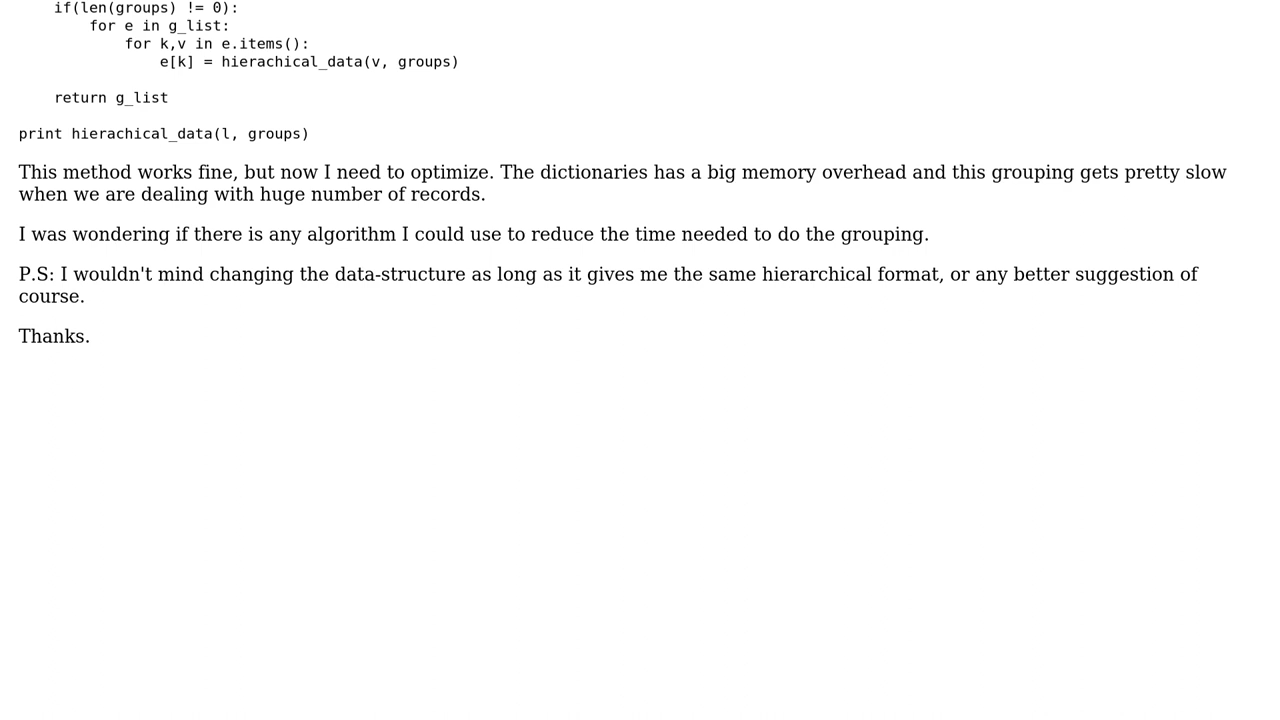 if(len(groups) != 0):
        for e in g_list:
            for k,v in e.items():
                e[k] = hierachical_data(v, groups)

    return g_list

print hierachical_data(l, groups)

This method works fine, but now I need to optimize. The dictionaries has a big memory overhead and this grouping gets pretty slow
when we are dealing with huge number of records.

I was wondering if there is any algorithm I could use to reduce the time needed to do the grouping.

P.S: I wouldn't mind changing the data-structure as long as it gives me the same hierarchical format, or any better suggestion of
course.

Thanks.